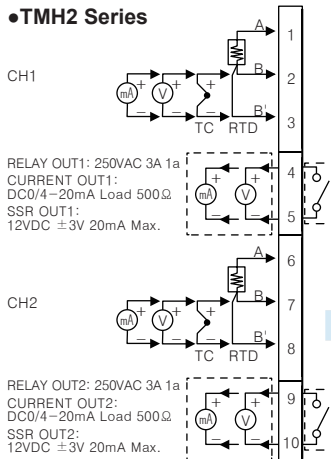 ●TMH2 Series
CH1
A
B
B'
mA
+
−
V
+
−
TC
RTD
1
2
3
RELAY OUT1: 250VAC 3A 1a
CURRENT OUT1:
DC0/4−20mA Load 500Ω
SSR OUT1:
12VDC ±3V 20mA Max.
mA
+
−
V
+
−
4
5
CH2
A
B
B'
mA
+
−
V
+
−
TC
RTD
6
7
8
RELAY OUT2: 250VAC 3A 1a
CURRENT OUT2:
DC0/4−20mA Load 500Ω
SSR OUT2:
12VDC ±3V 20mA Max.
mA
+
−
V
+
−
9
10